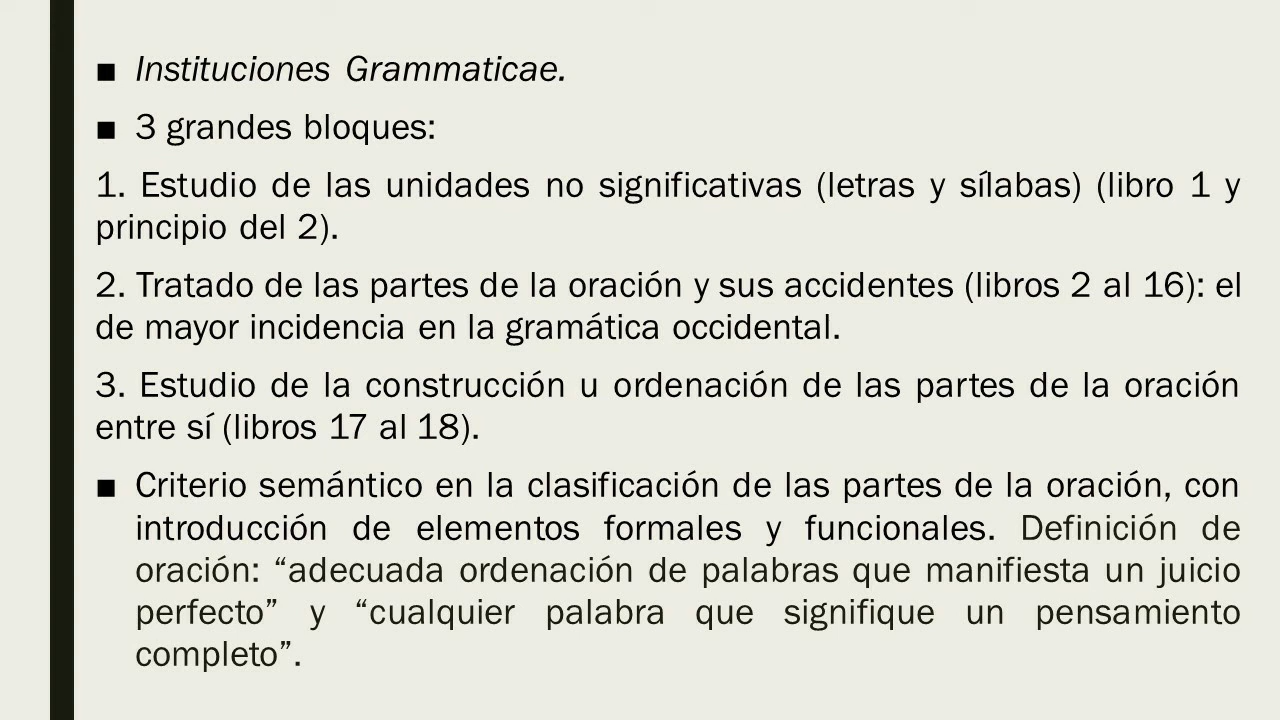 ■ Instituciones Grammaticae.
■ 3 grandes bloques:
1. Estudio de las unidades no significativas (letras y sílabas) (libro 1 y
principio del 2).
2. Tratado de las partes de la oración y sus accidentes (libros 2 al 16): el
de mayor incidencia en la gramática occidental.
3. Estudio de la construcción u ordenación de las partes de la oración
entre sí (libros 17 al 18).
■ Criterio semántico en la clasificación de las partes de la oración, con
introducción de elementos formales y funcionales. Definición de
oración: “adecuada ordenación de palabras que manifiesta un juicio
perfecto” y “cualquier palabra que signifique un pensamiento
completo”.